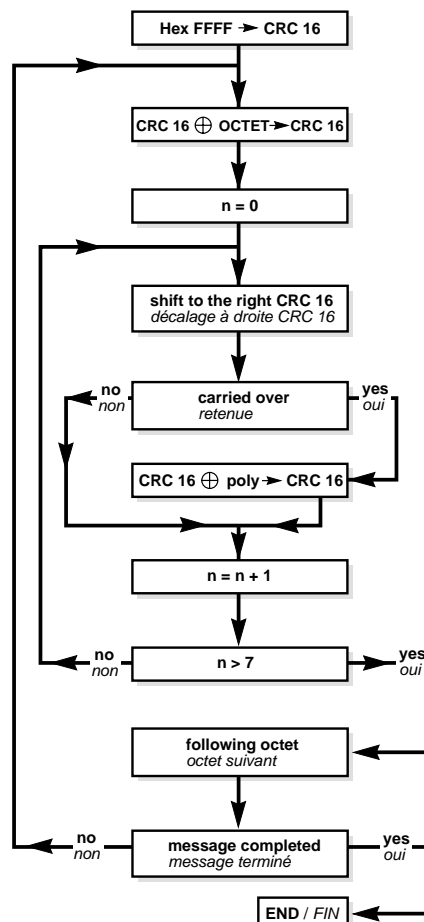 Hex FFFF → CRC 16
CRC 16 ⊕ OCTET → CRC 16
n = 0
shift to the right CRC 16
décalage à droite CRC 16
no
non
carried over
retenue
yes
oui
CRC 16 ⊕ poly → CRC 16
n = n + 1
no
non
n > 7
yes
oui
following octet
octet suivant
no
non
message completed
message terminé
yes
oui
END / FIN